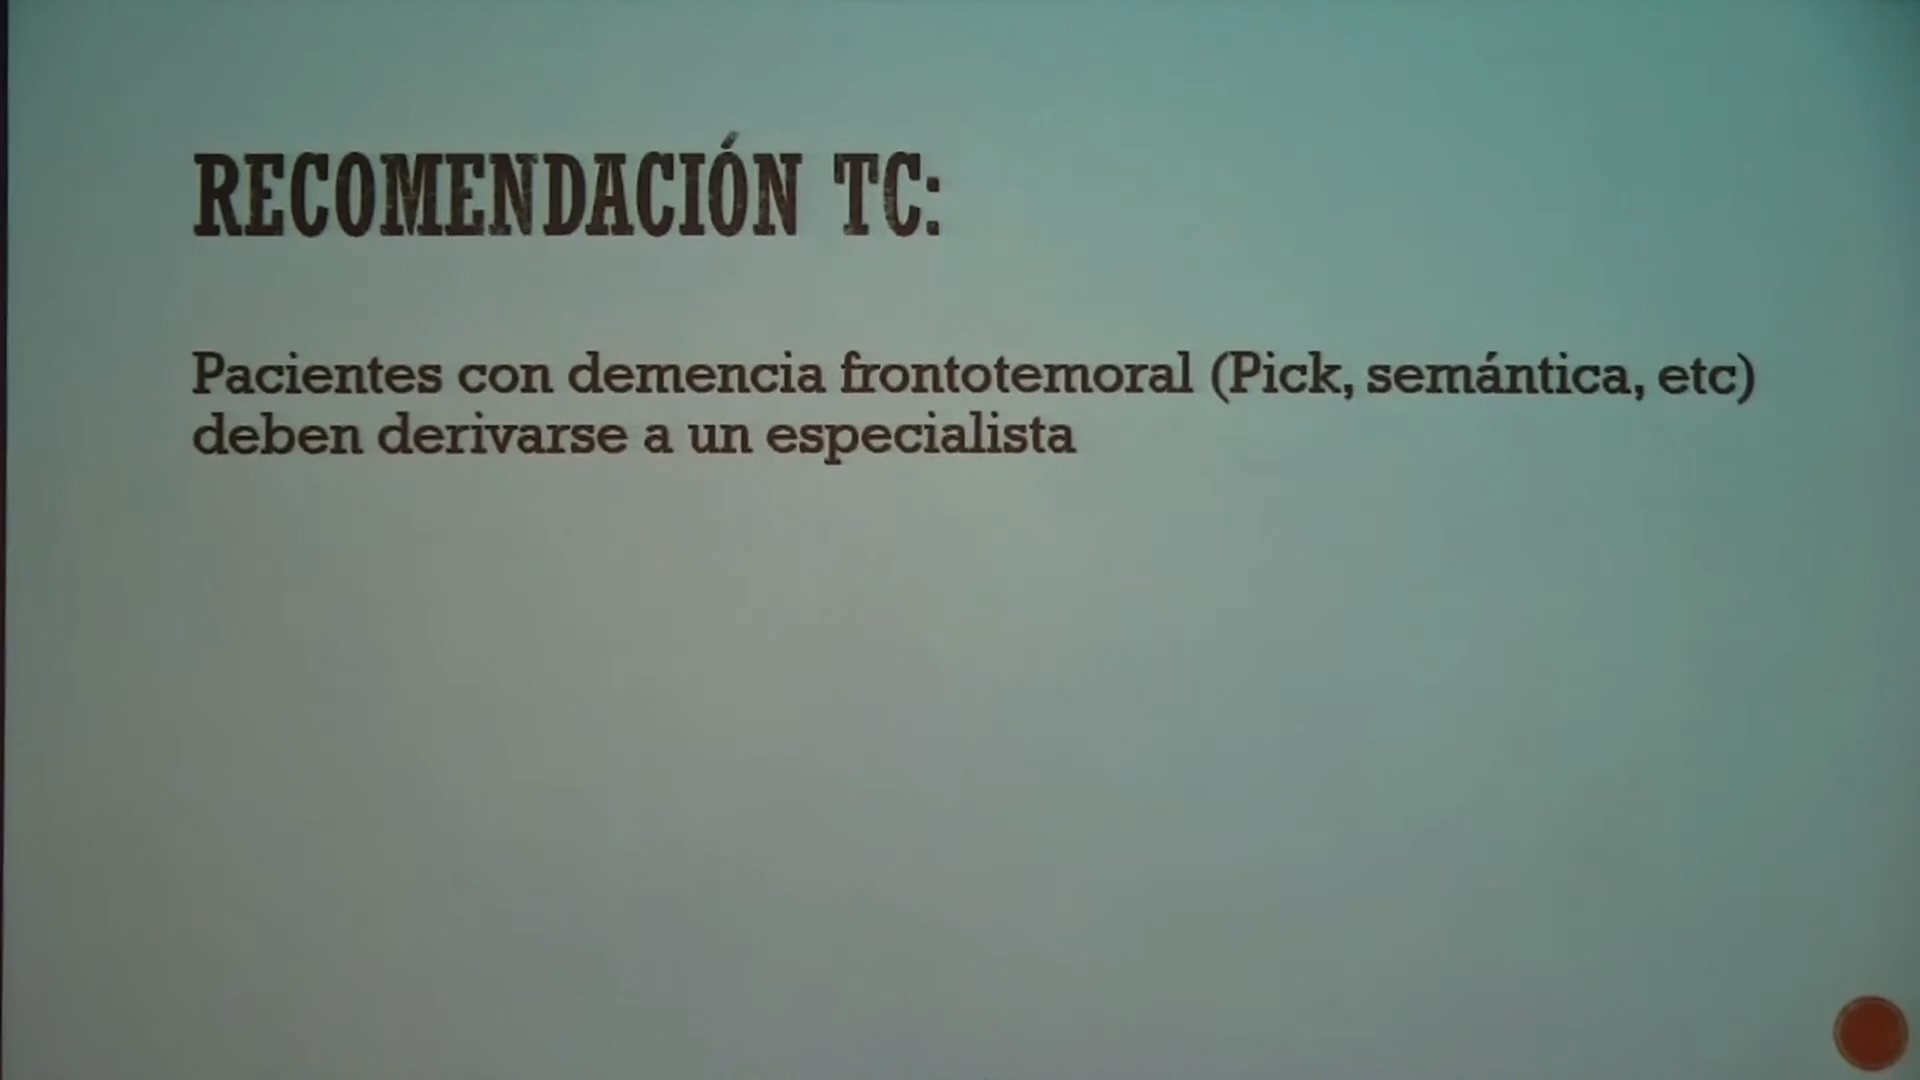 RECOMENDACIÓN TC:
Pacientes con demencia frontotemoral (Pick, semántica, etc)
deben derivarse a un especialista